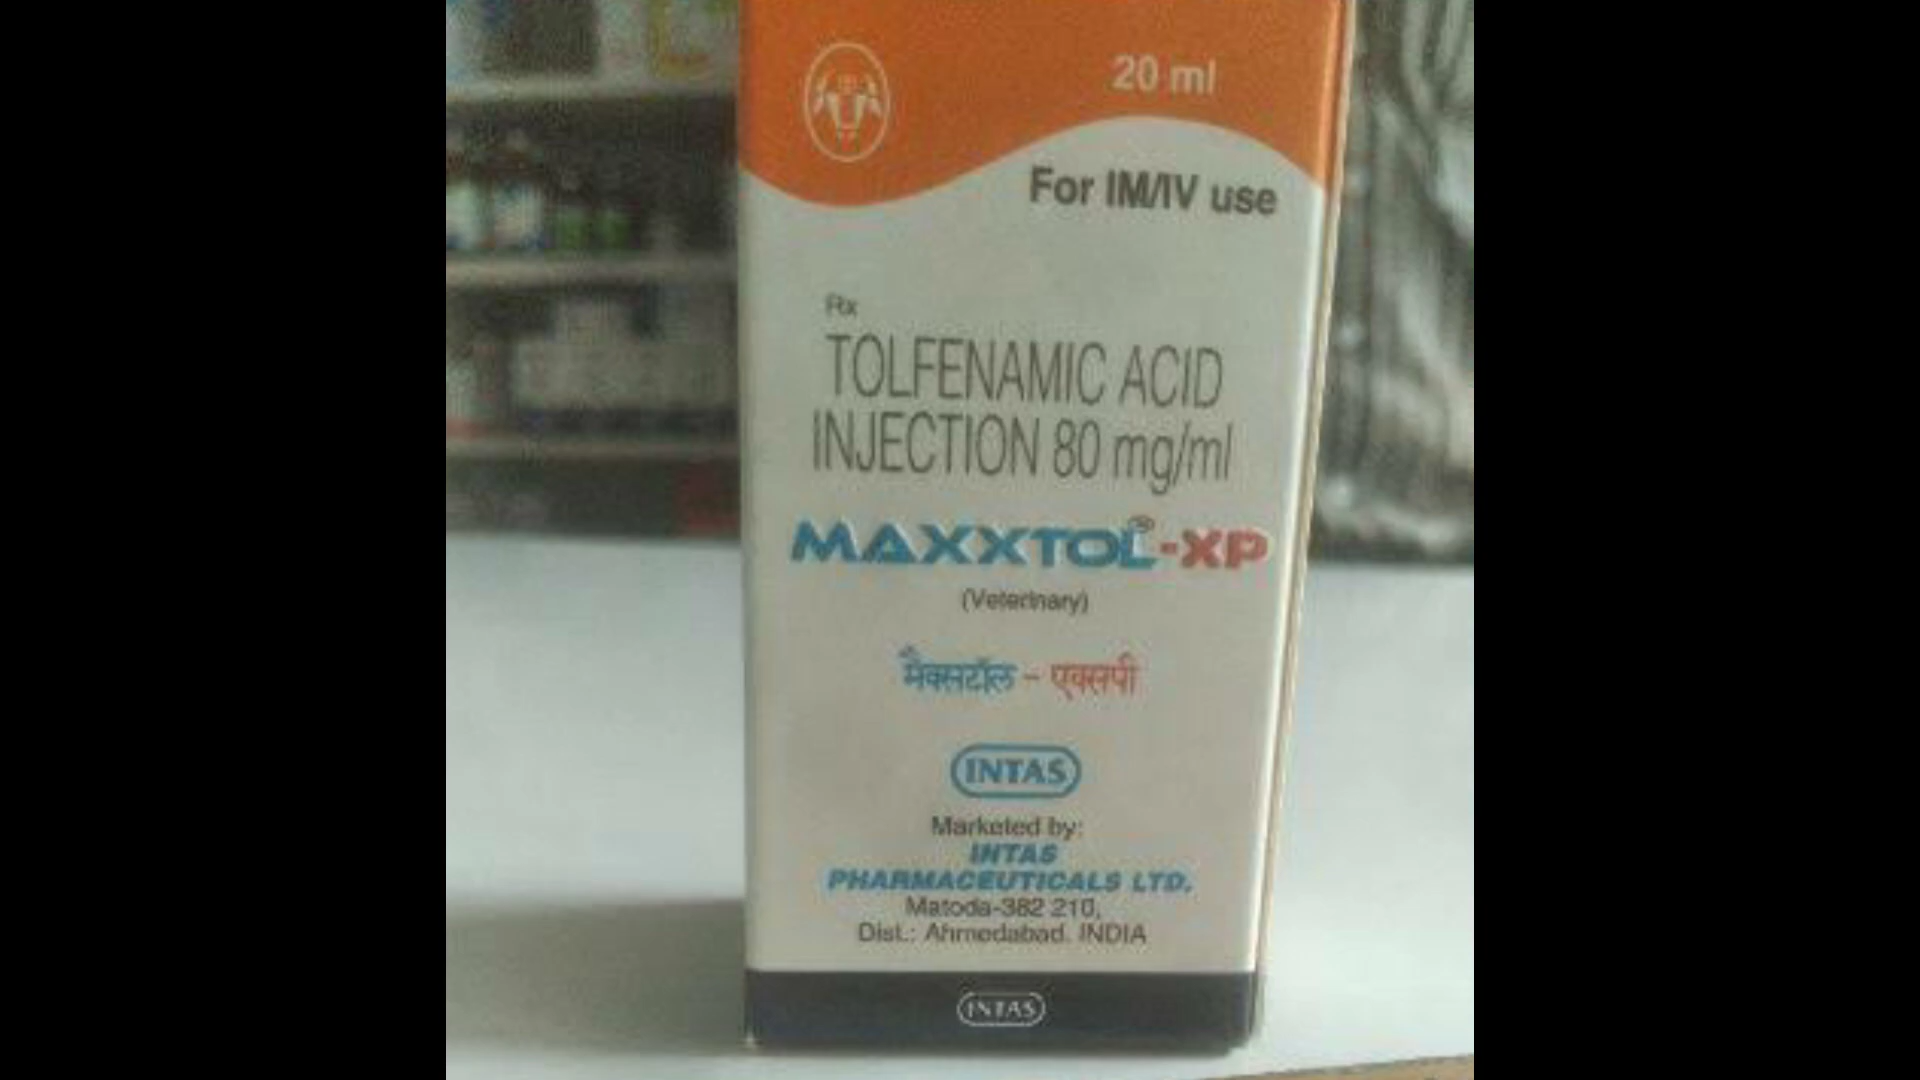 20 ml
For IM/IV use
Rx
TOLFENAMIC ACID
INJECTION 80 mg/ml
MAXXTOL®-XP
(Veterinary)
मैक्सटॉल - एक्सपी
INTAS
Marketed by:
INTAS
PHARMACEUTICALS LTD.
Matoda-382 210,
Dist.: Ahmedabad. INDIA
INTAS